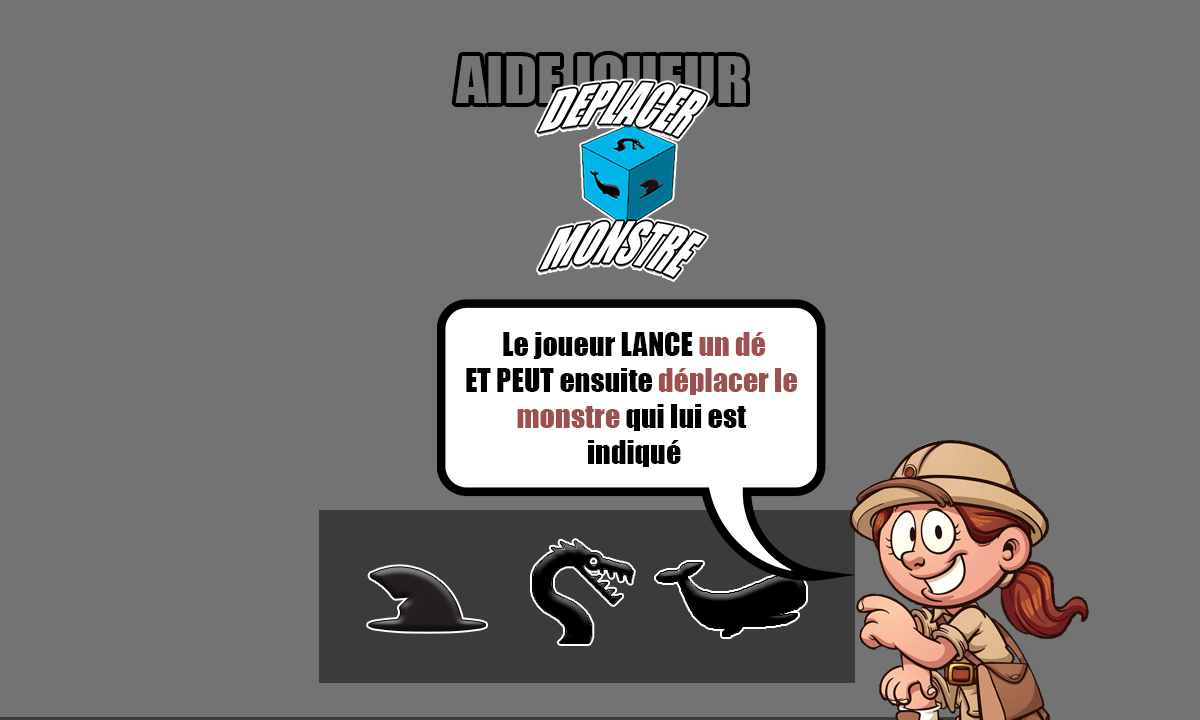 AIDE JOUEUR
DEPLACER
MONSTRE
Le joueur LANCE un dé
ET PEUT ensuite déplacer le
monstre qui lui est
indiqué